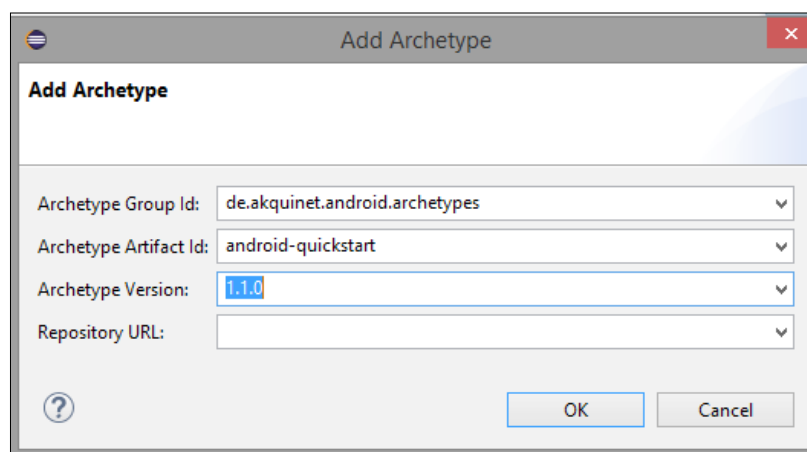 Add Archetype
Add Archetype
Archetype Group Id: de.akquinet.android.archetypes
Archetype Artifact Id: android-quickstart
Archetype Version: 1.1.0
Repository URL:
OK Cancel